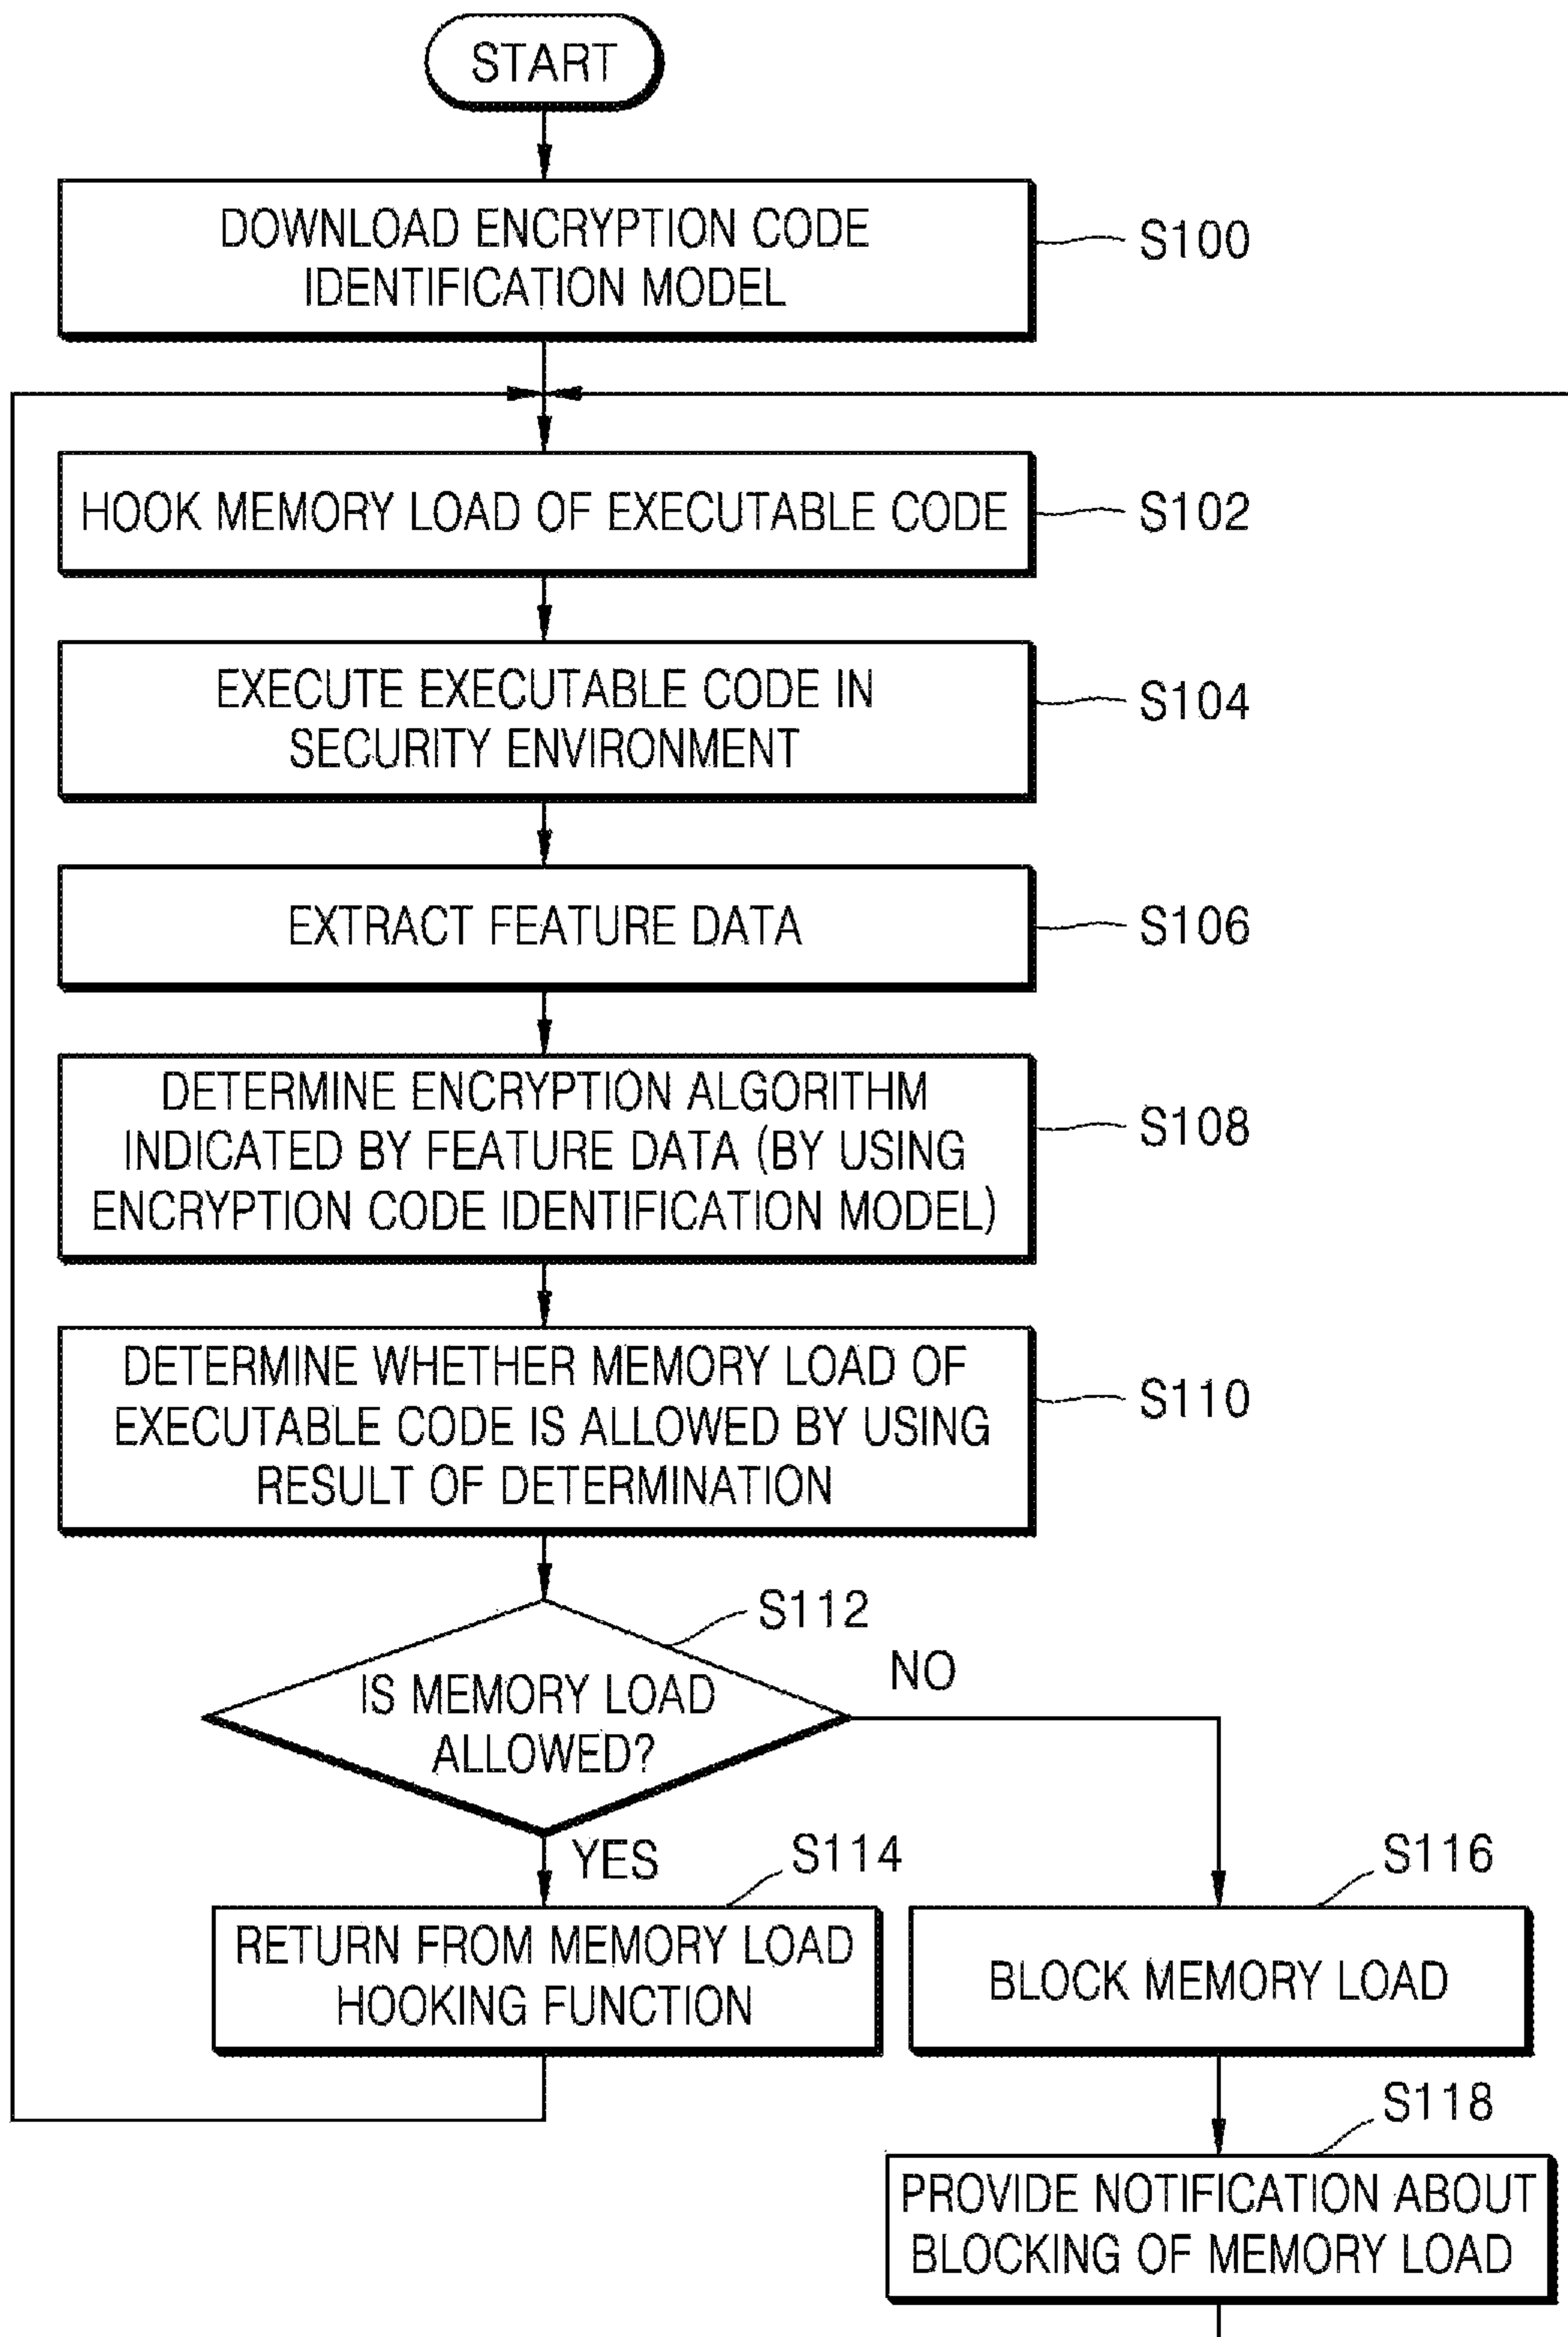 START
DOWNLOAD ENCRYPTION CODE
IDENTIFICATION MODEL
S100
HOOK MEMORY LOAD OF EXECUTABLE CODE
S102
EXECUTE EXECUTABLE CODE IN
SECURITY ENVIRONMENT
S104
EXTRACT FEATURE DATA
S106
DETERMINE ENCRYPTION ALGORITHM
INDICATED BY FEATURE DATA (BY USING
ENCRYPTION CODE IDENTIFICATION MODEL)
S108
DETERMINE WHETHER MEMORY LOAD OF
EXECUTABLE CODE IS ALLOWED BY USING
RESULT OF DETERMINATION
S110
S112
IS MEMORY LOAD
ALLOWED?
NO
YES
S114
RETURN FROM MEMORY LOAD
HOOKING FUNCTION
S116
BLOCK MEMORY LOAD
S118
PROVIDE NOTIFICATION ABOUT
BLOCKING OF MEMORY LOAD